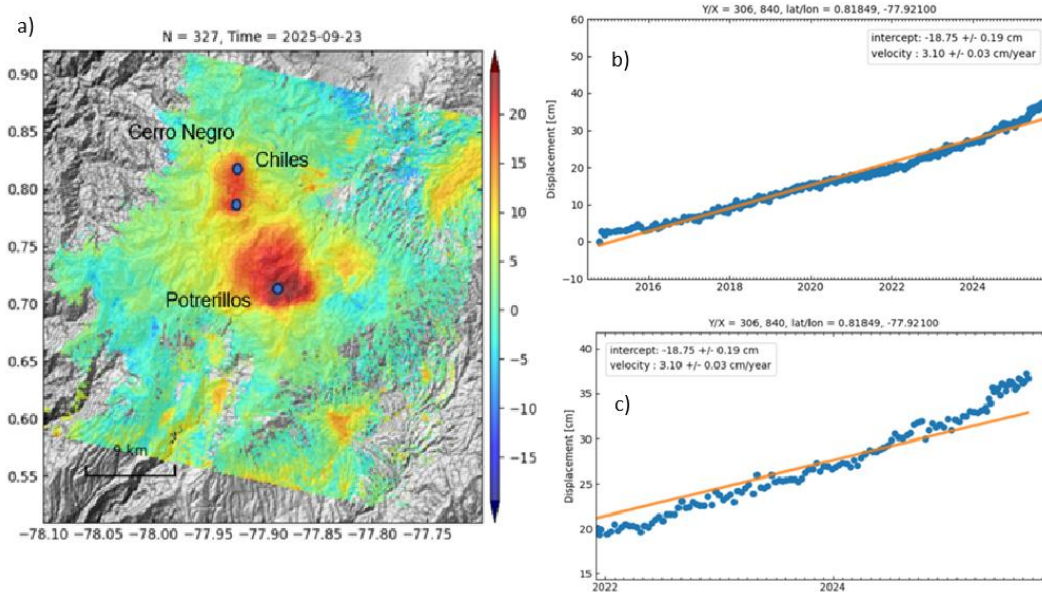 a)
N = 327, Time = 2025-09-23
0.92
0.85
0.80
0.75
0.70
0.65
0.60
0.55
Cerro Negro
Chiles
Potrerillos
9 km
−78.10 −78.05 −78.00 −77.95 −77.90 −77.85 −77.80 −77.75
20
15
10
5
0
−5
−10
−15
Y/X = 306, 840, lat/lon = 0.81849, -77.92100
b)
intercept: -18.75 +/- 0.19 cm
velocity : 3.10 +/- 0.03 cm/year
Displacement [cm]
60
50
40
30
20
10
0
−10
2016 2018 2020 2022 2024
Y/X = 306, 840, lat/lon = 0.81849, -77.92100
intercept: -18.75 +/- 0.19 cm
velocity : 3.10 +/- 0.03 cm/year
c)
Displacement [cm]
40
35
30
25
20
15
2022 2024